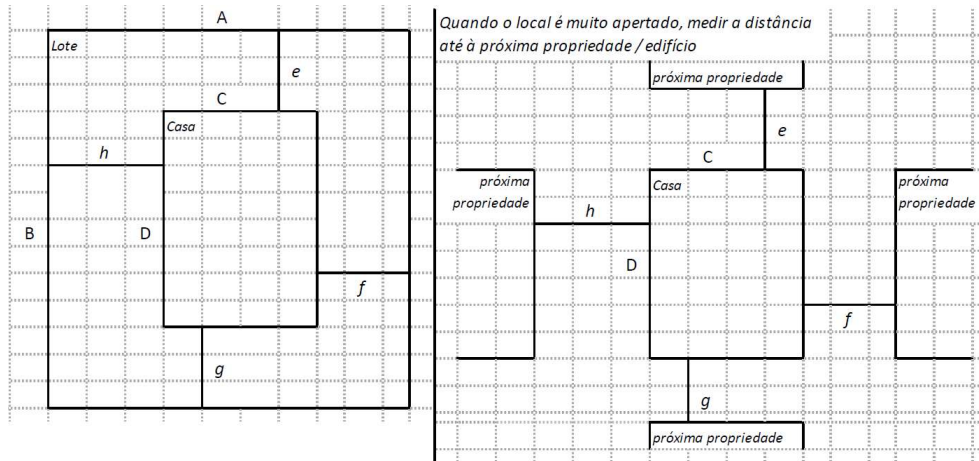 A
Lote
e
C
Casa
h
B
D
f
g
Quando o local é muito apertado, medir a distância
até à próxima propriedade / edifício
próxima propriedade
e
C
próxima
propriedade
Casa
próxima
propriedade
h
D
f
g
próxima propriedade